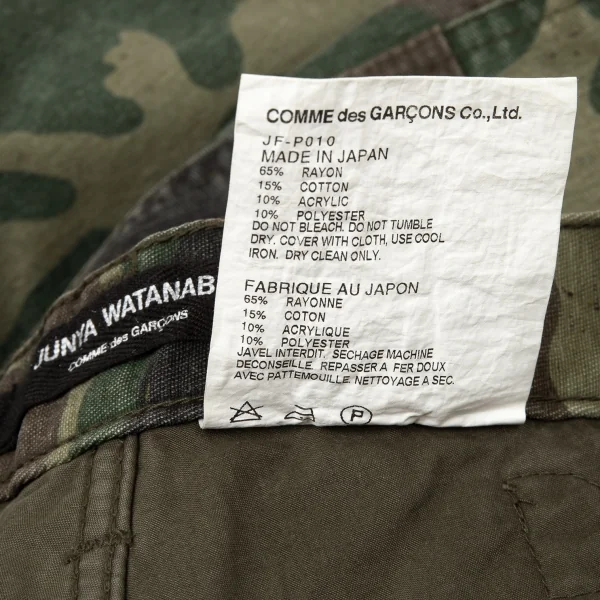 COMME des GARÇONS Co.,Ltd.
JF-P010
MADE IN JAPAN
65% RAYON
15% COTTON
10% ACRYLIC
10% POLYESTER
DO NOT BLEACH. DO NOT TUMBLE
DRY. COVER WITH CLOTH, USE COOL
IRON. DRY CLEAN ONLY.
FABRIQUE AU JAPON
65% RAYONNE
15% COTON
10% ACRYLIQUE
10% POLYESTER
JAVEL INTERDIT. SECHAGE MACHINE
DECONSEILLE. REPASSER A FER DOUX
AVEC PATTEMOUILLE. NETTOYAGE A SEC.
P
JUNYA WATANAB
COMME des GARÇONS